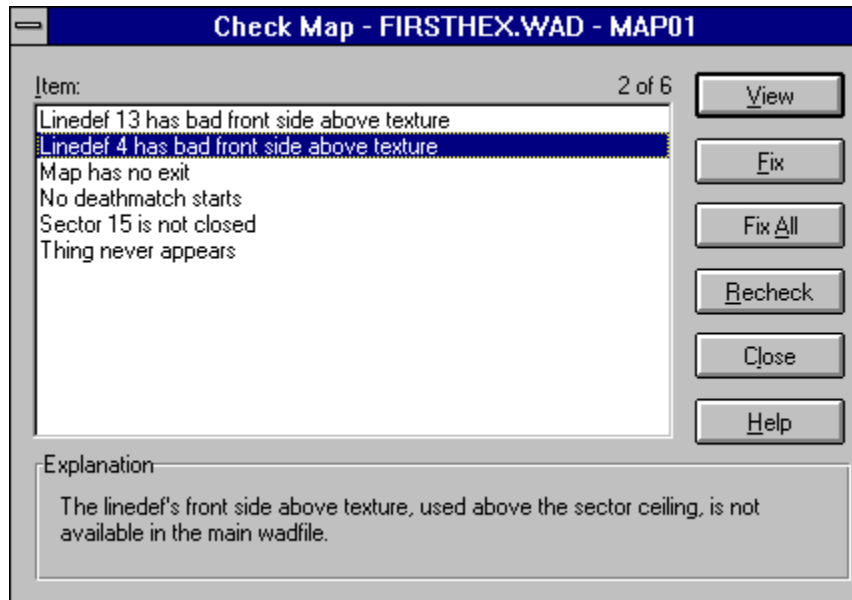 Check Map - FIRSTHEX.WAD - MAP01
Item:
2 of 6
Linedef 13 has bad front side above texture
Linedef 4 has bad front side above texture
Map has no exit
No deathmatch starts
Sector 15 is not closed
Thing never appears
View
Fix
Fix All
Recheck
Close
Help
Explanation
The linedef's front side above texture, used above the sector ceiling, is not
available in the main wadfile.